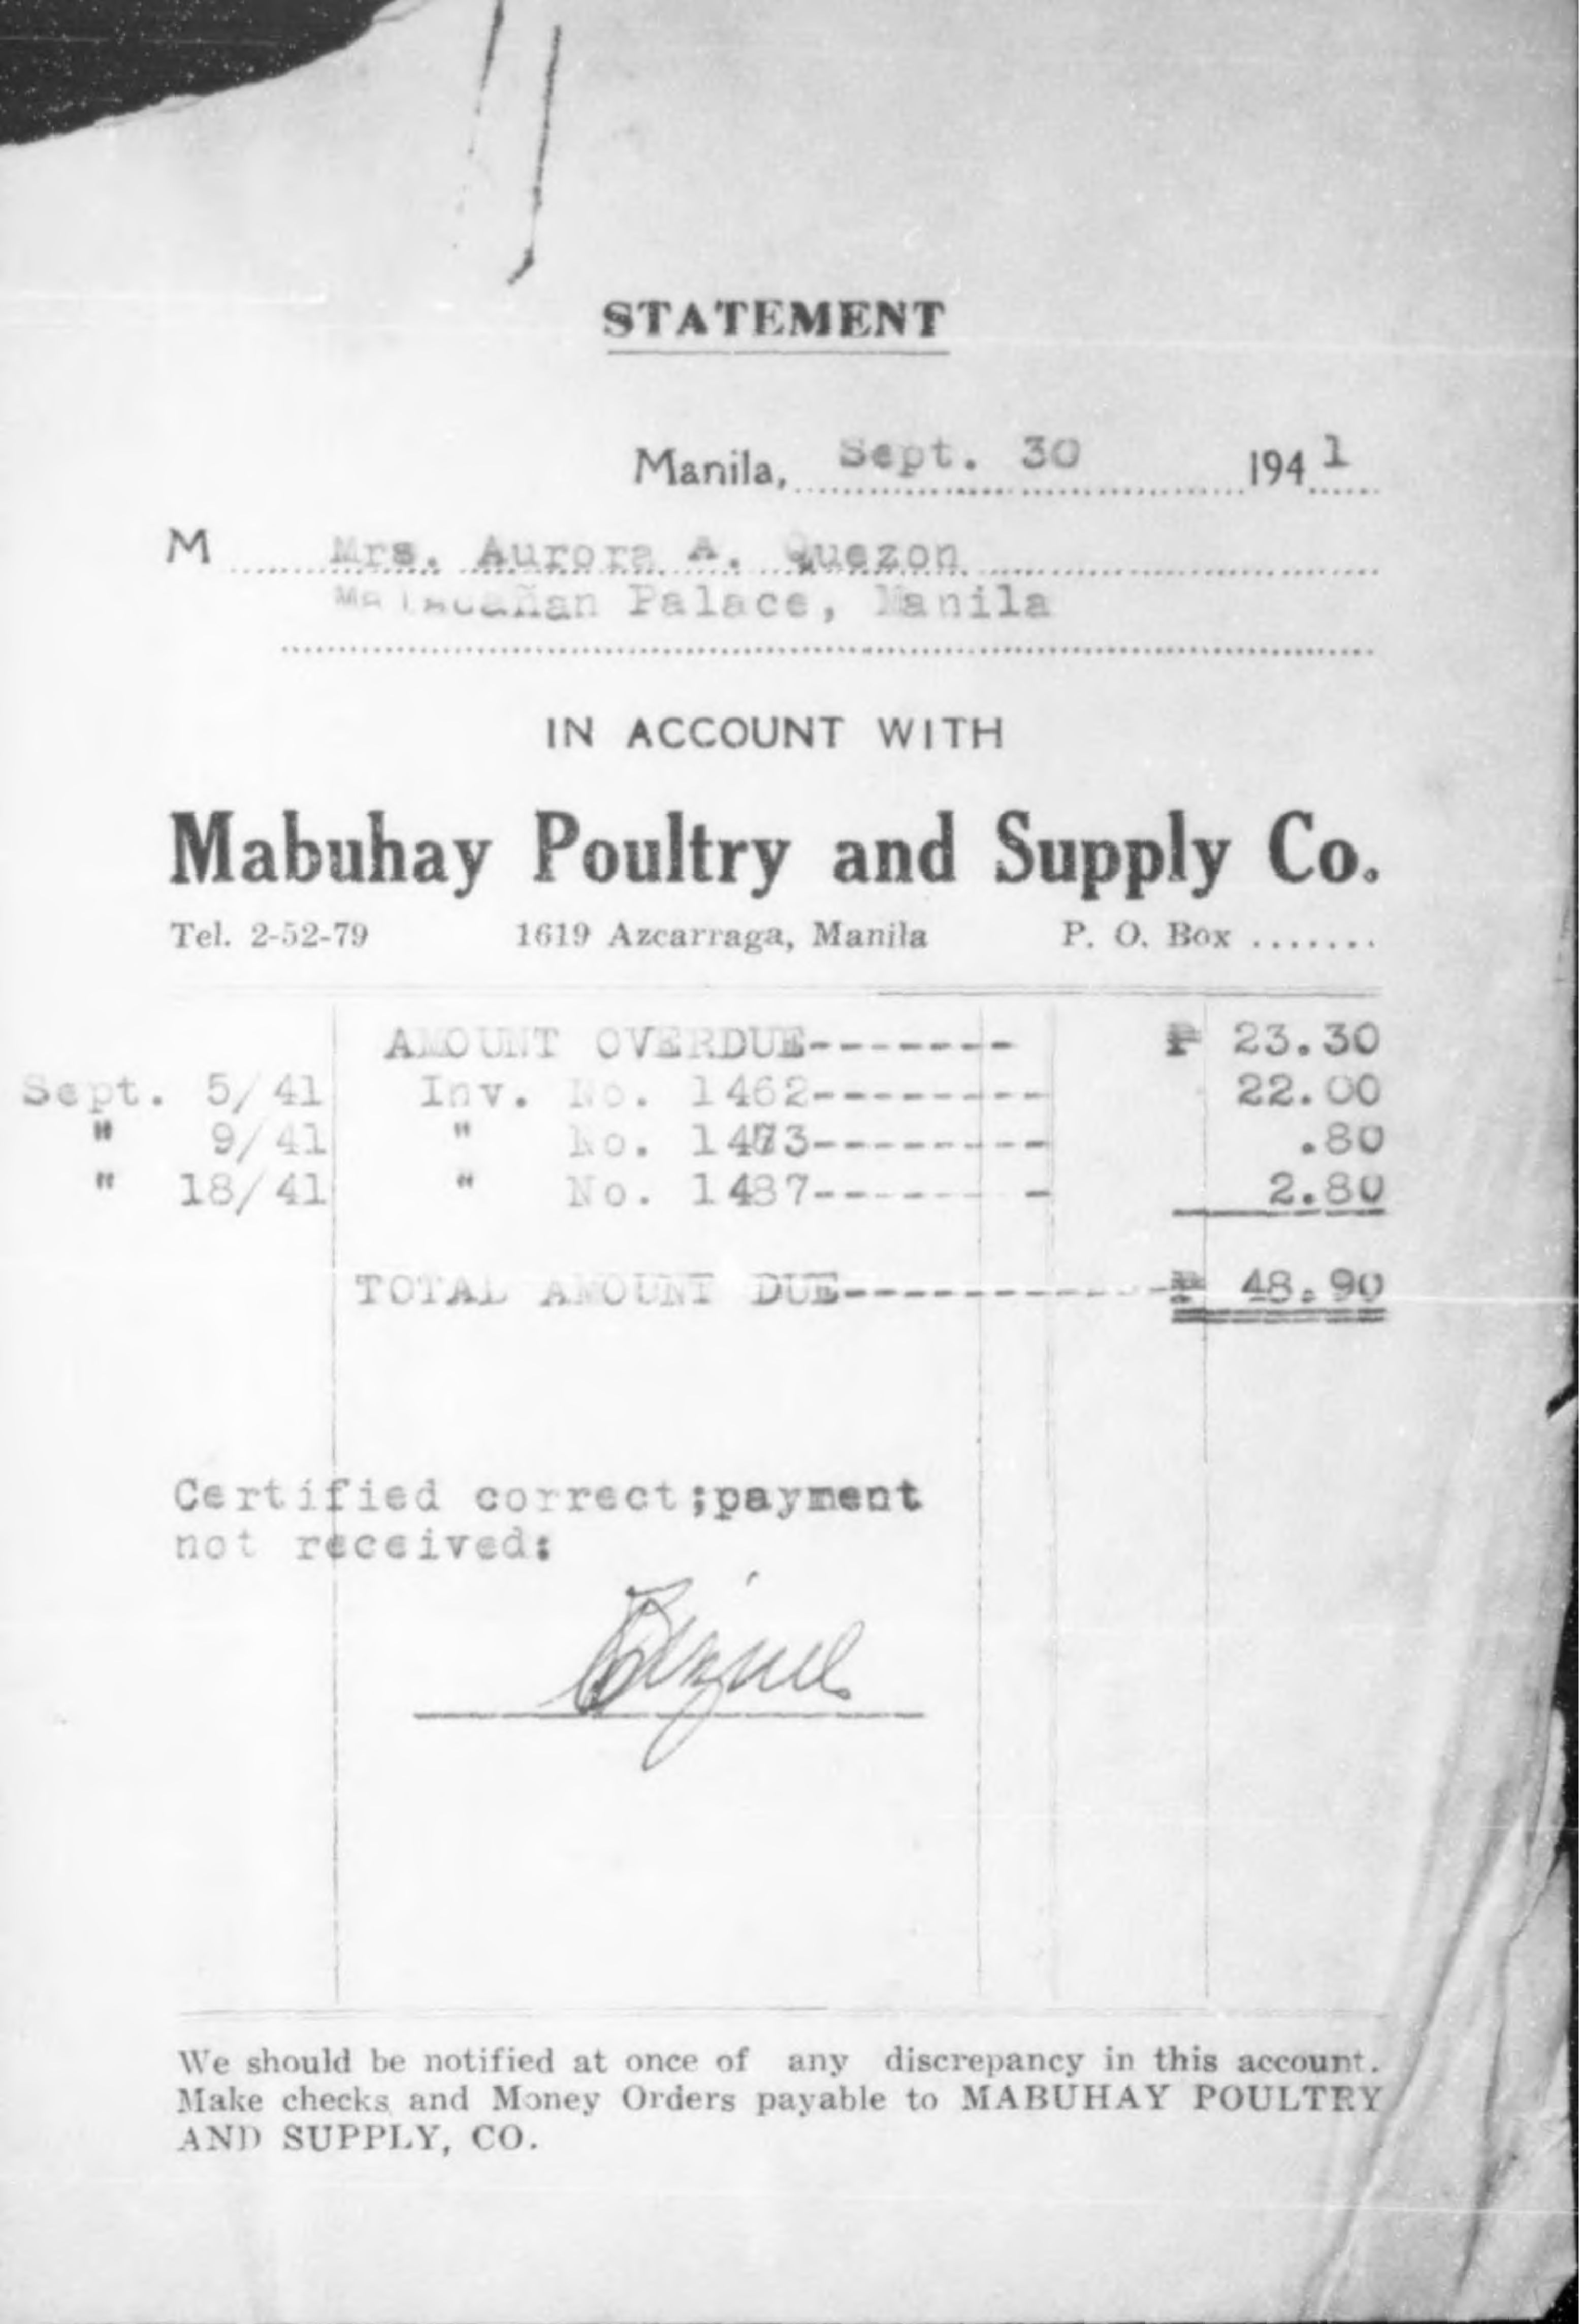 STATEMENT
Manila, Sept. 30 1941
M Mrs. Aurora A. Quezon
Malacañan Palace, Manila
IN ACCOUNT WITH
Mabuhay Poultry and Supply Co.
Tel. 2-52-79 1619 Azcarraga, Manila P. O. Box .......
AMOUNT OVERDUE------- ₱ 23.30
Sept. 5/41 Inv. No. 1462-------- 22.00
" 9/41 " No. 1473-------- .80
" 18/41 " No. 1487-------- 2.80
TOTAL AMOUNT DUE-----------₱ 48.90
Certified correct;payment
not received:
We should be notified at once of any discrepancy in this account.
Make checks and Money Orders payable to MABUHAY POULTRY
AND SUPPLY, CO.